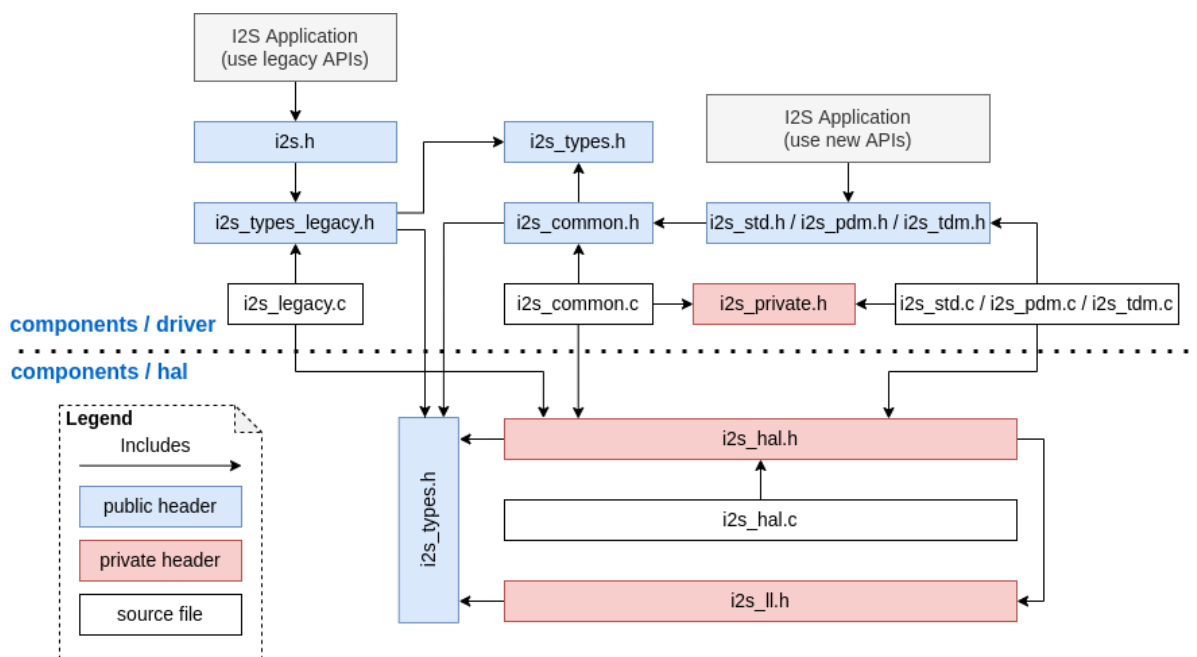 I2S Application
(use legacy APIs)
i2s.h
i2s_types.h
I2S Application
(use new APIs)
i2s_types_legacy.h
i2s_common.h
i2s_std.h / i2s_pdm.h / i2s_tdm.h
i2s_legacy.c
i2s_common.c
i2s_private.h
i2s_std.c / i2s_pdm.c / i2s_tdm.c
components / driver
components / hal
Legend
Includes
public header
private header
source file
i2s_types.h
i2s_hal.h
i2s_hal.c
i2s_ll.h